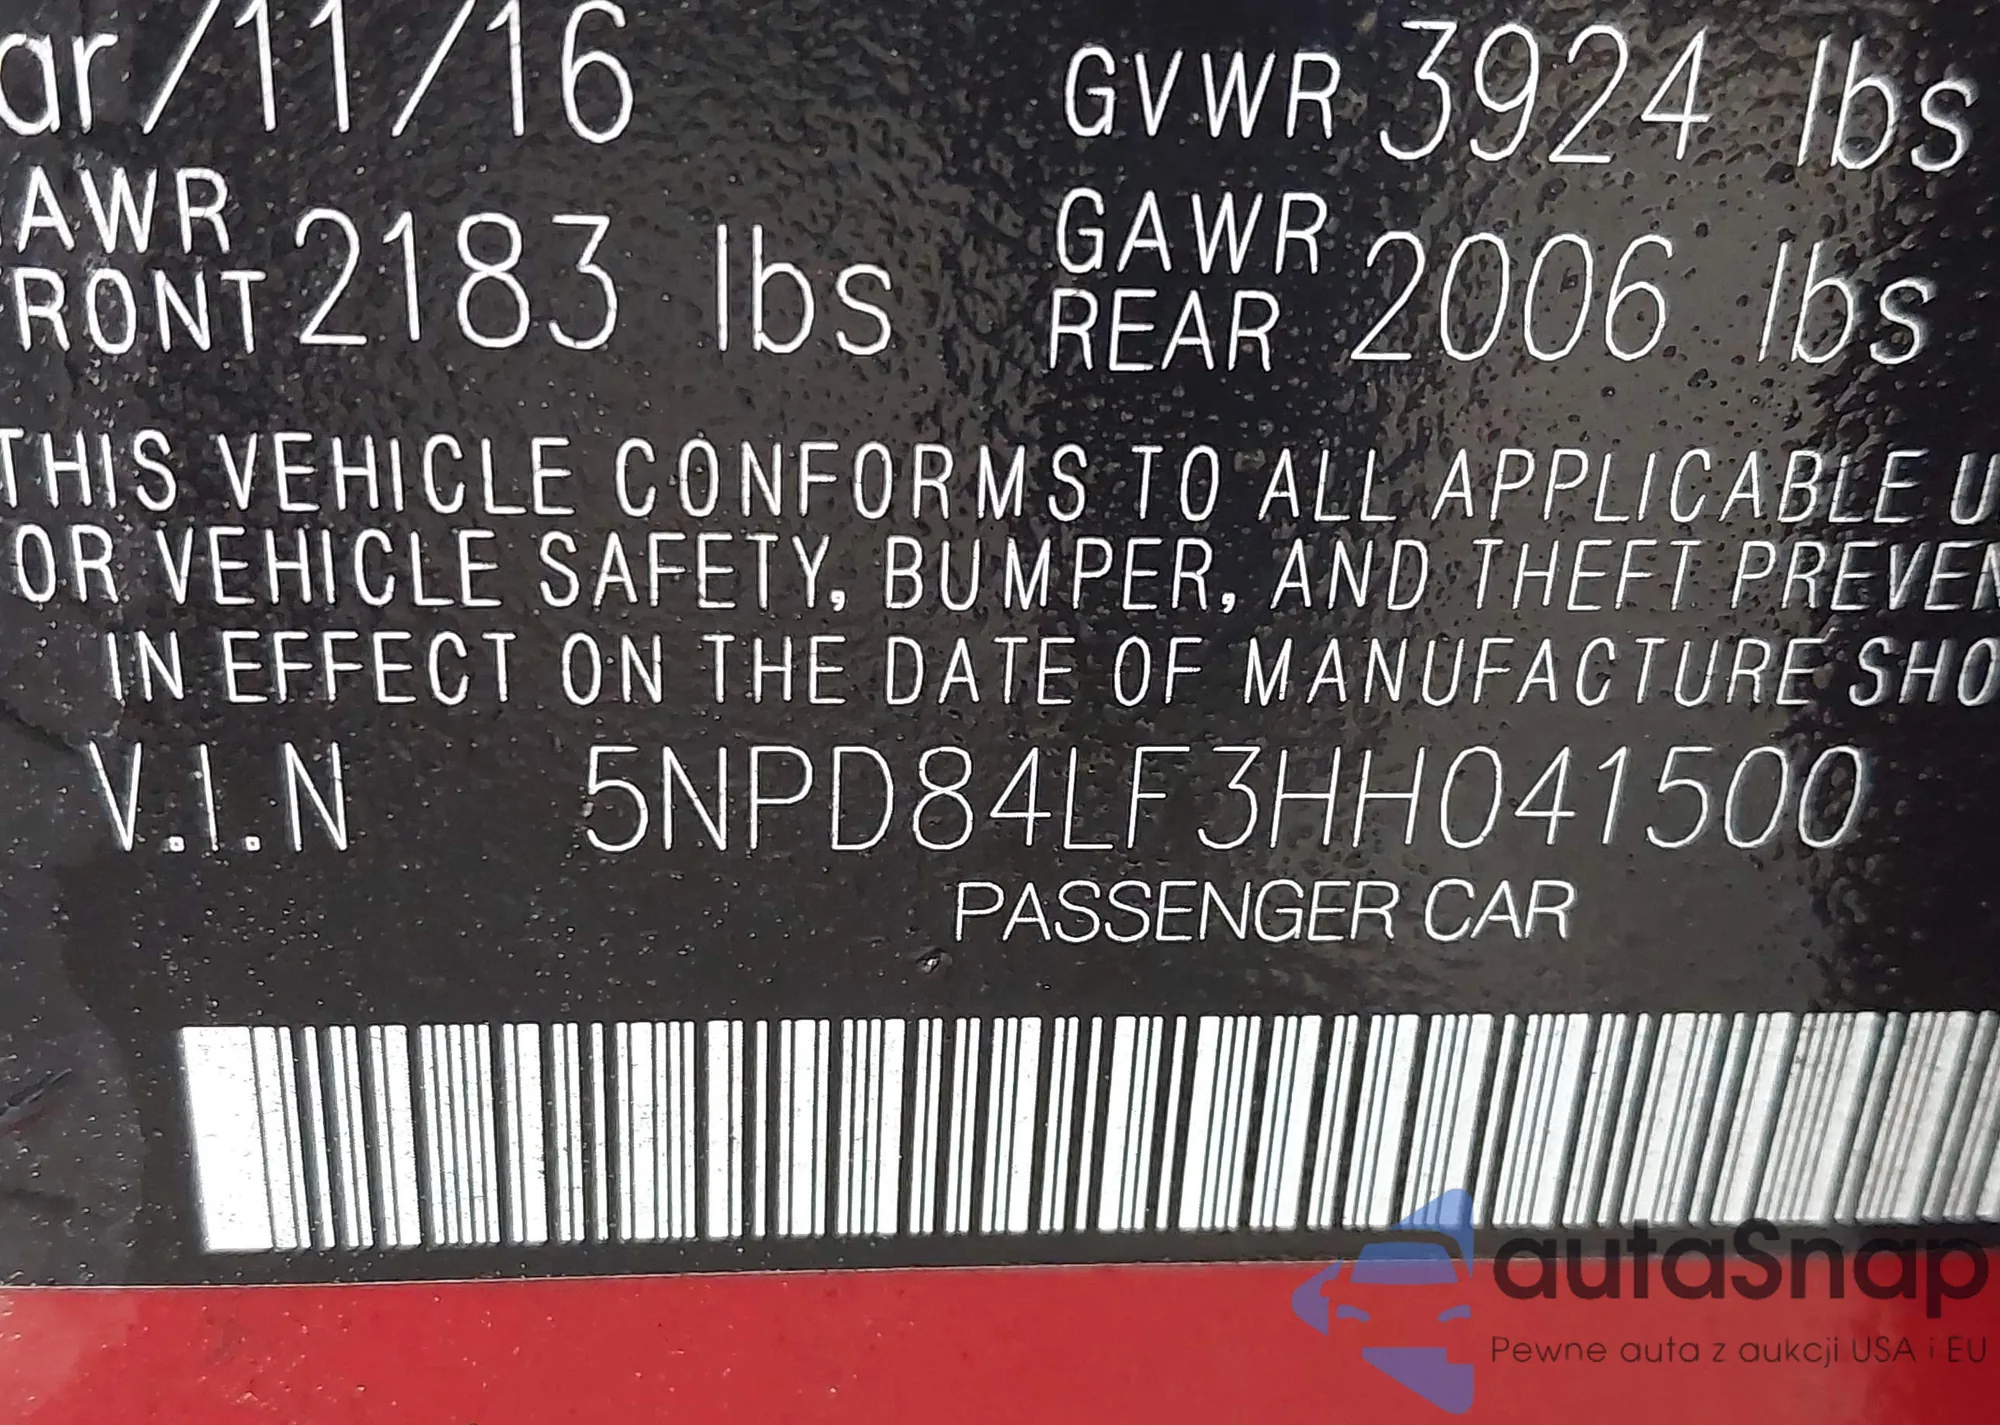 ar/11/16 GVWR 3924 lbs
AWR FRONT 2183 lbs GAWR REAR 2006 lbs
THIS VEHICLE CONFORMS TO ALL APPLICABLE U
OR VEHICLE SAFETY, BUMPER, AND THEFT PREVEN
IN EFFECT ON THE DATE OF MANUFACTURE SHO
V.I.N 5NPD84LF3HH041500
PASSENGER CAR
autaSnap
Pewne auta z aukcji USA i EU